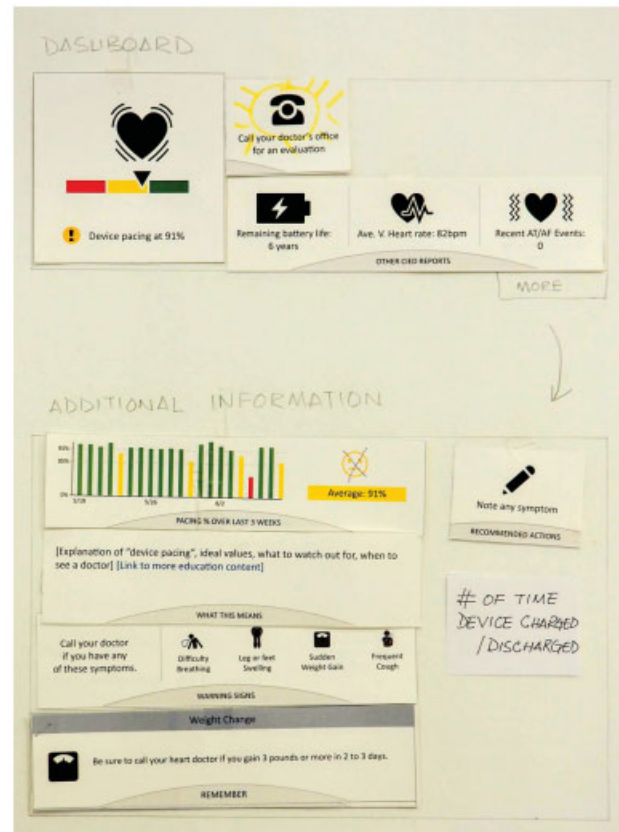 DASHBOARD
Call your doctor's office
for an evaluation
! Device pacing at 91%
Remaining battery life:
6 years
Ave. V. Heart rate: 82bpm
Recent AT/AF Events:
0
OTHER CIED REPORTS
MORE
ADDITIONAL INFORMATION
0%
5/26
6/2
Average: 91%
PACING % OVER LAST 3 WEEKS
Note any symptom
RECOMMENDED ACTIONS
[Explanation of "device pacing", ideal values, what to watch out for, when to
see a doctor] [Link to more education content]
WHAT THIS MEANS
# OF TIME
DEVICE CHARGED
/DISCHARGED
Call your doctor
if you have any
of these symptoms.
Difficulty
Breathing
Leg or feet
Swelling
Sudden
Weight Gain
Frequent
Cough
WARNING SIGNS
Weight Change
Be sure to call your heart doctor if you gain 3 pounds or more in 2 to 3 days.
REMEMBER